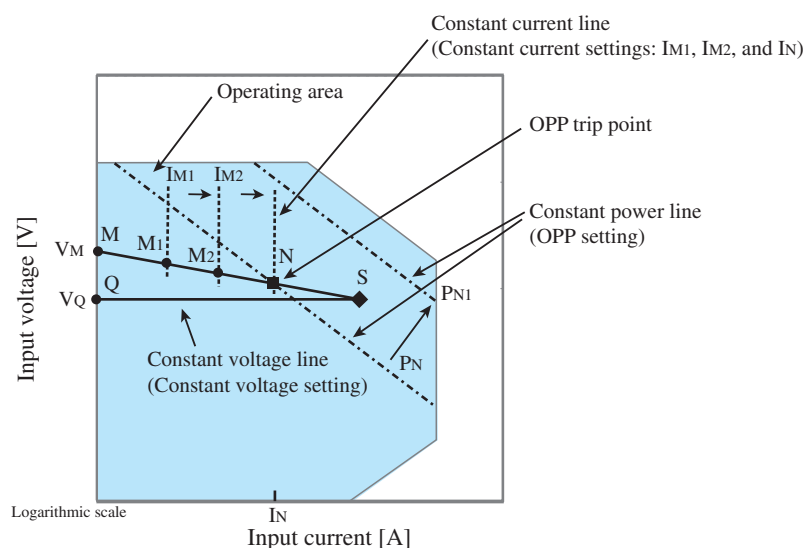 Constant current line
(Constant current settings: IM1, IM2, and IN)
Operating area
OPP trip point
IM1
IM2
Constant power line
(OPP setting)
M
M1
M2
N
S
VM
Q
VQ
PN1
PN
Constant voltage line
(Constant voltage setting)
Input voltage [V]
Logarithmic scale
IN
Input current [A]